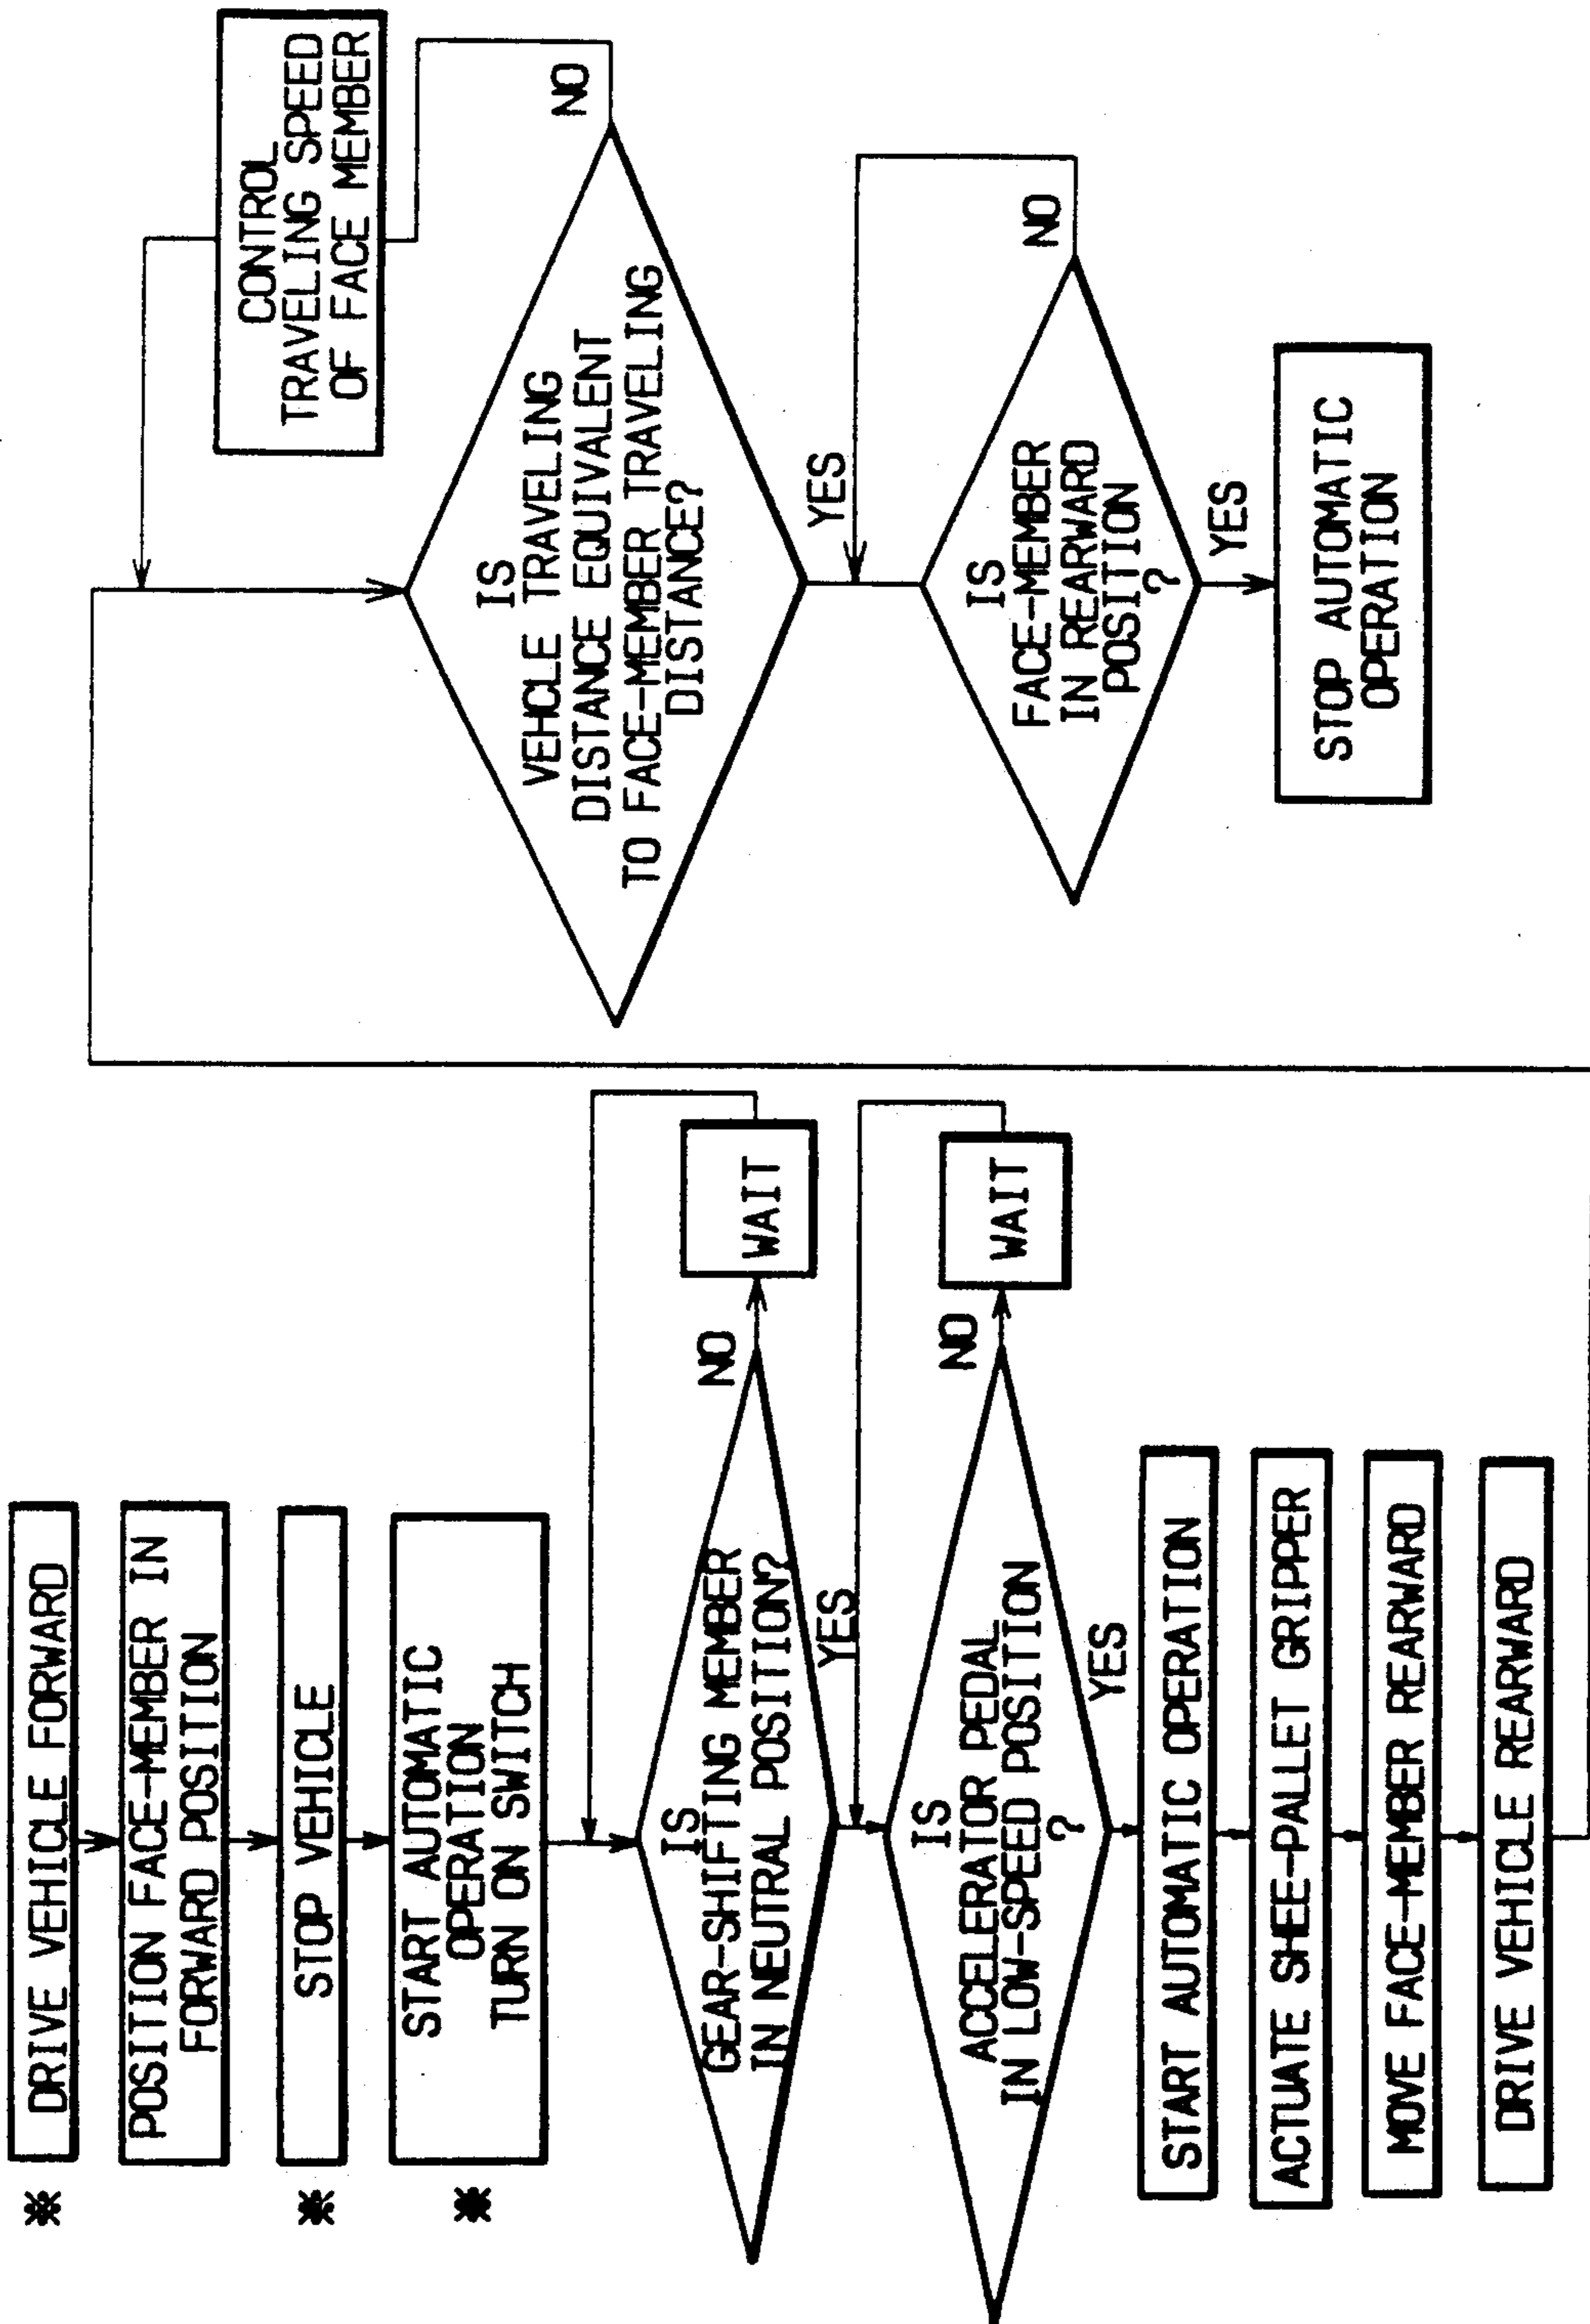 ※ DRIVE VEHICLE FORWARD
POSITION FACE-MEMBER IN
FORWARD POSITION
※ STOP VEHICLE
※ START AUTOMATIC
OPERATION
TURN ON SWITCH
IS
GEAR-SHIFTING MEMBER
IN NEUTRAL POSITION?
NO
WAIT
YES
IS
ACCELERATOR PEDAL
IN LOW-SPEED POSITION
?
NO
WAIT
YES
START AUTOMATIC OPERATION
ACTUATE SHEE-PALLET GRIPPER
MOVE FACE-MEMBER REARWARD
DRIVE VEHICLE REARWARD
CONTROL
TRAVELING SPEED
OF FACE MEMBER
IS
VEHCLE TRAVELING
DISTANCE EQUIVALENT
TO FACE-MEMBER TRAVELING
DISTANCE?
NO
YES
IS
FACE-MEMBER
IN REARWARD
POSITION
?
NO
YES
STOP AUTOMATIC
OPERATION